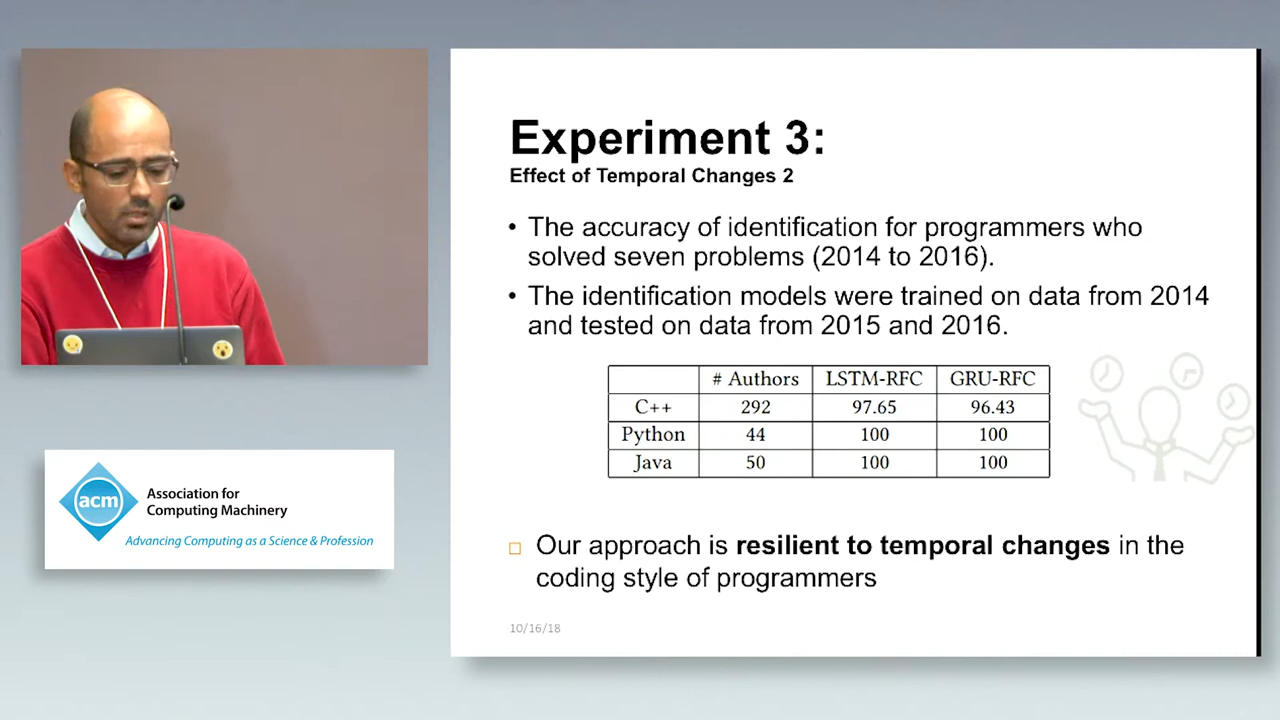 Experiment 3:
Effect of Temporal Changes 2
• The accuracy of identification for programmers who
solved seven problems (2014 to 2016).
• The identification models were trained on data from 2014
and tested on data from 2015 and 2016.
# Authors LSTM-RFC GRU-RFC
C++ 292 97.65 96.43
Python 44 100 100
Java 50 100 100
Our approach is resilient to temporal changes in the
coding style of programmers
10/16/18
acm
Association for
Computing Machinery
Advancing Computing as a Science & Profession